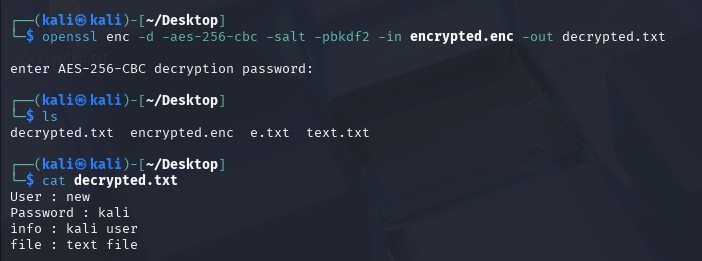 ┌──(kali㉿kali)-[~/Desktop]
└─$ openssl enc -d -aes-256-cbc -salt -pbkdf2 -in encrypted.enc -out decrypted.txt
enter AES-256-CBC decryption password:
┌──(kali㉿kali)-[~/Desktop]
└─$ ls
decrypted.txt  encrypted.enc  e.txt  text.txt
┌──(kali㉿kali)-[~/Desktop]
└─$ cat decrypted.txt
User : new
Password : kali
info : kali user
file : text file